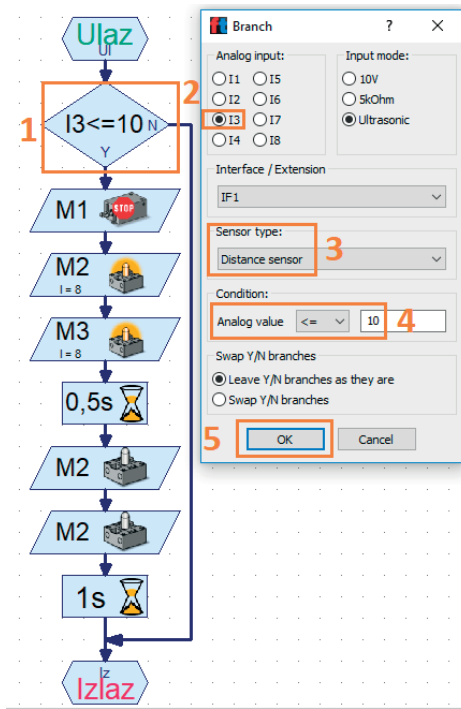 Ulaz
Ul
1
I3<=10 N
Y
M1 STOP
M2
I = 8
M3
I = 8
0,5s
M2
M2
1s
Iz
Izlaz
Branch ? ×
Analog input:
2
I1 I5
I2 I6
I3 I7
I4 I8
Input mode:
10V
5kOhm
Ultrasonic
Interface / Extension
IF1
Sensor type:
Distance sensor
3
Condition:
Analog value <= 10
4
Swap Y/N branches
Leave Y/N branches as they are
Swap Y/N branches
5
OK Cancel